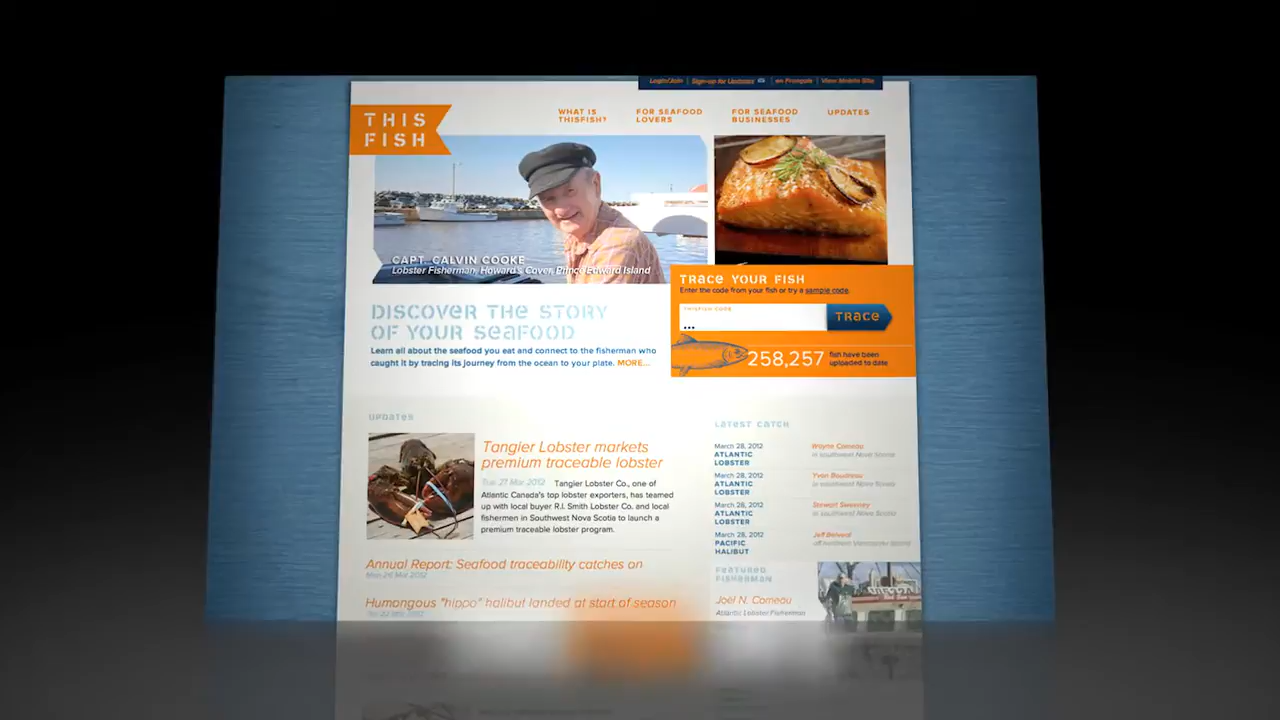 Login/Join | Sign-up for Updates | en Français | View Mobile Site
THIS
FISH
WHAT IS
THISFISH?
FOR SEAFOOD
LOVERS
FOR SEAFOOD
BUSINESSES
UPDATES
CAPT. CALVIN COOKE
Lobster Fisherman, Howard's Cove, Prince Edward Island
TRACE YOUR FISH
Enter the code from your fish or try a sample code.
THISFISH CODE
...
TRACE
258,257
fish have been
uploaded to date
DISCOVER THE STORY
OF YOUR SEAFOOD
Learn all about the seafood you eat and connect to the fisherman who
caught it by tracing its journey from the ocean to your plate. MORE...
UPDATES
Tangier Lobster markets
premium traceable lobster
Tue 27 Mar 2012 Tangier Lobster Co., one of
Atlantic Canada's top lobster exporters, has teamed
up with local buyer R.I. Smith Lobster Co. and local
fishermen in Southwest Nova Scotia to launch a
premium traceable lobster program.
Annual Report: Seafood traceability catches on
Mon 26 Mar 2012
Humongous "hippo" halibut landed at start of season
LATEST CATCH
March 28, 2012
ATLANTIC
LOBSTER
Wayne Comeau
in southwest Nova Scotia
March 28, 2012
ATLANTIC
LOBSTER
Yvon Boudreau
in southwest Nova Scotia
March 28, 2012
ATLANTIC
LOBSTER
Stewart Sweeney
in southwest Nova Scotia
March 28, 2012
PACIFIC
HALIBUT
Jeff Belveal
off northern Vancouver Island
FEATURED
FISHERMAN
Joël N. Comeau
Atlantic Lobster Fisherman